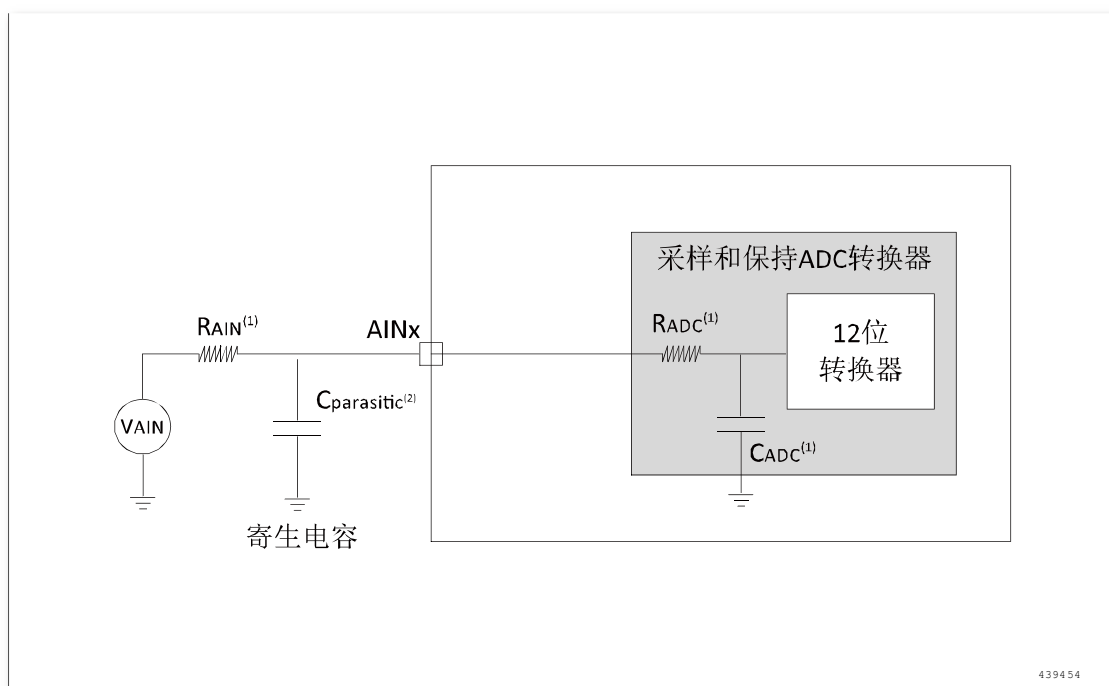 采样和保持ADC转换器
RAIN(1)
AINx
RADC(1)
12位
转换器
VAIN
Cparasitic(2)
CADC(1)
寄生电容
439454